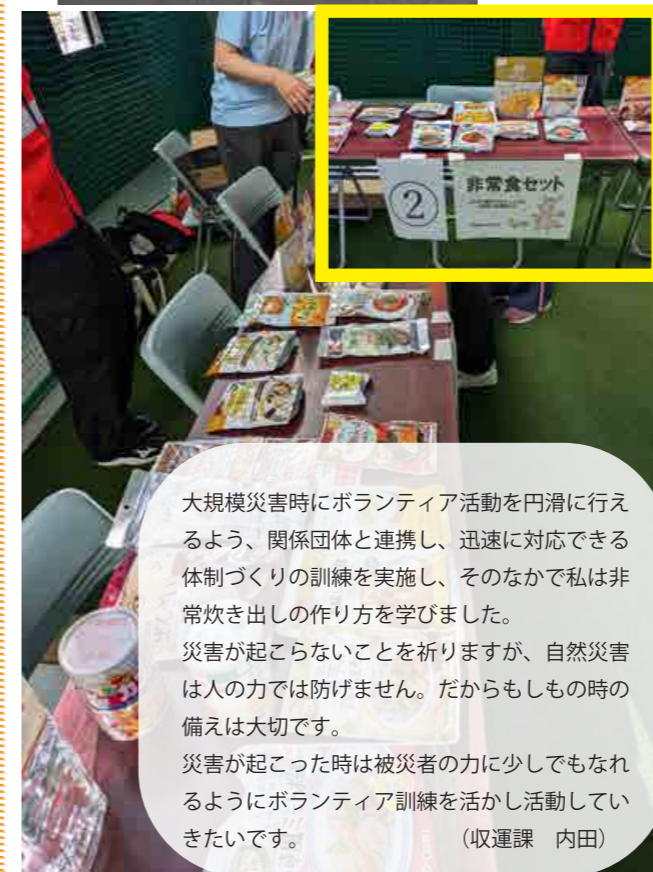 ②
非常食セット
大規模災害時にボランティア活動を円滑に行え
るよう、関係団体と連携し、迅速に対応できる
体制づくりの訓練を実施し、そのなかで私は非
常炊き出しの作り方を学びました。
災害が起こらないことを祈りますが、自然災害
は人の力では防げません。だからもしもの時の
備えは大切です。
災害が起こった時は被災者の力に少しでもなれ
るようにボランティア訓練を活かし活動してい
きたいです。　　　　　　　（収運課　内田）